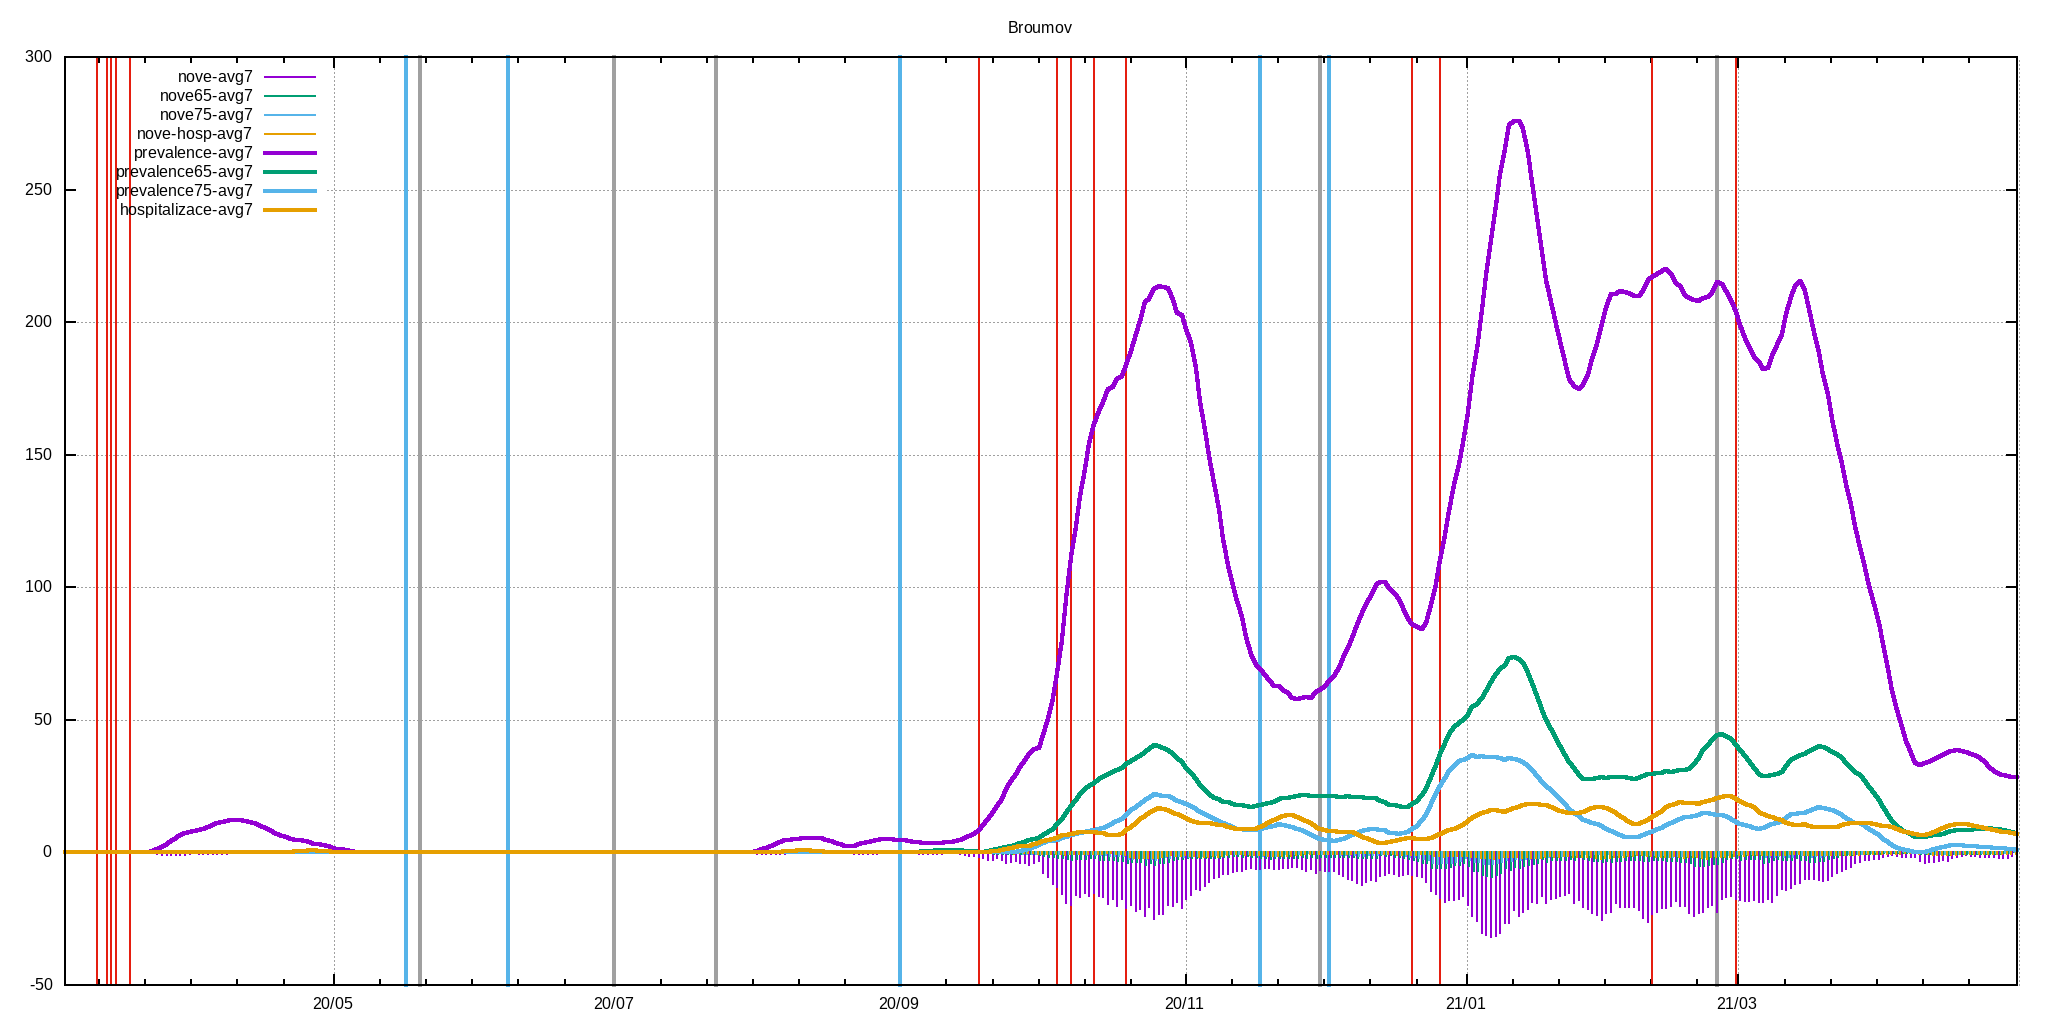 Broumov
300
250
200
150
100
50
0
-50
nove-avg7
nove65-avg7
nove75-avg7
nove-hosp-avg7
prevalence-avg7
prevalence65-avg7
prevalence75-avg7
hospitalizace-avg7
20/05 20/07 20/09 20/11 21/01 21/03